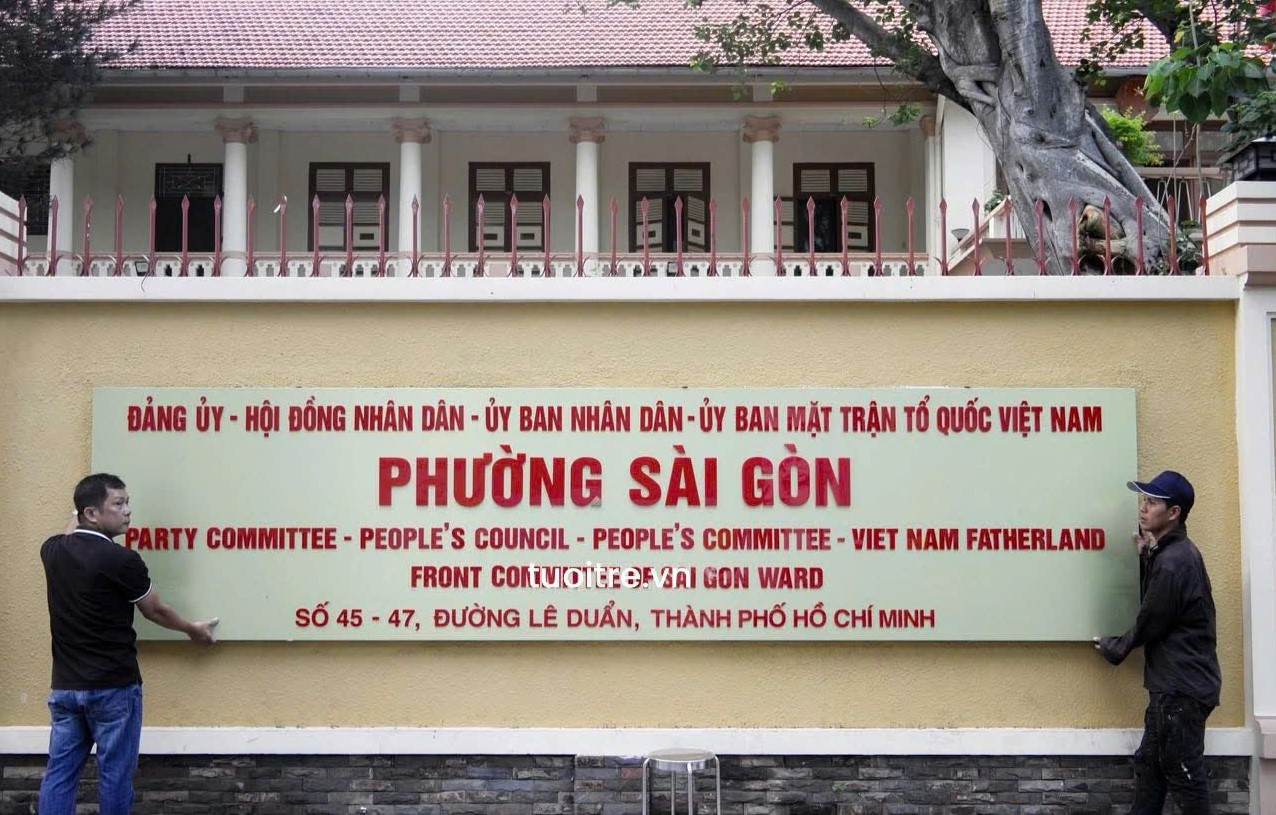 ĐẢNG ỦY - HỘI ĐỒNG NHÂN DÂN - ỦY BAN NHÂN DÂN - ỦY BAN MẶT TRẬN TỔ QUỐC VIỆT NAM
PHƯỜNG SÀI GÒN
PARTY COMMITTEE - PEOPLE'S COUNCIL - PEOPLE'S COMMITTEE - VIET NAM FATHERLAND
FRONT COMMITTEE SAI GON WARD
tuoitre.vn
SỐ 45 - 47, ĐƯỜNG LÊ DUẨN, THÀNH PHỐ HỒ CHÍ MINH